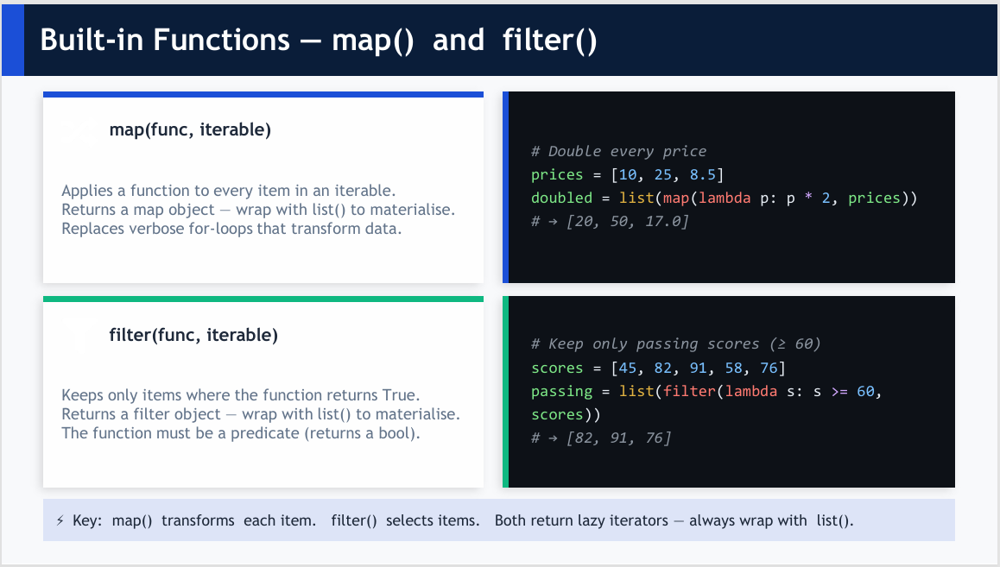 Built-in Functions — map()  and  filter()
map(func, iterable)
Applies a function to every item in an iterable.
Returns a map object — wrap with list() to materialise.
Replaces verbose for-loops that transform data.
# Double every price
prices = [10, 25, 8.5]
doubled = list(map(lambda p: p * 2, prices))
# → [20, 50, 17.0]
filter(func, iterable)
Keeps only items where the function returns True.
Returns a filter object — wrap with list() to materialise.
The function must be a predicate (returns a bool).
# Keep only passing scores (≥ 60)
scores = [45, 82, 91, 58, 76]
passing = list(filter(lambda s: s >= 60,
scores))
# → [82, 91, 76]
⚡ Key:  map()  transforms  each item.   filter()  selects items.   Both return lazy iterators — always wrap with  list().